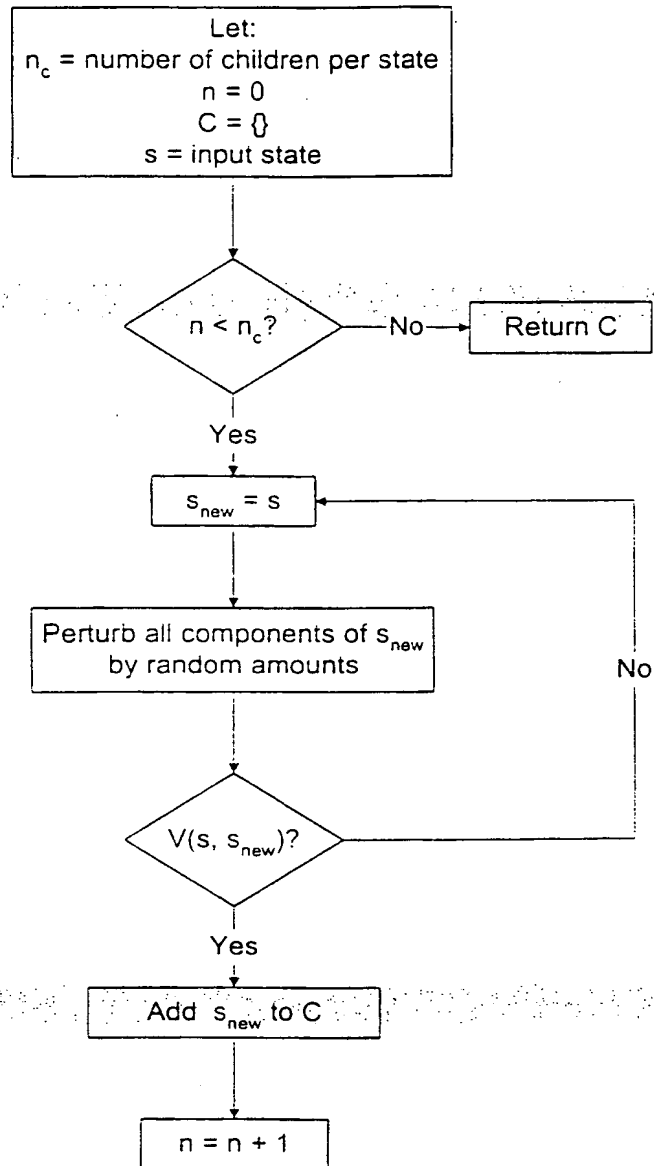 Let:
n_c = number of children per state
n = 0
C = {}
s = input state
n < n_c?
No
Return C
Yes
s_new = s
Perturb all components of s_new
by random amounts
No
V(s, s_new)?
Yes
Add s_new to C
n = n + 1